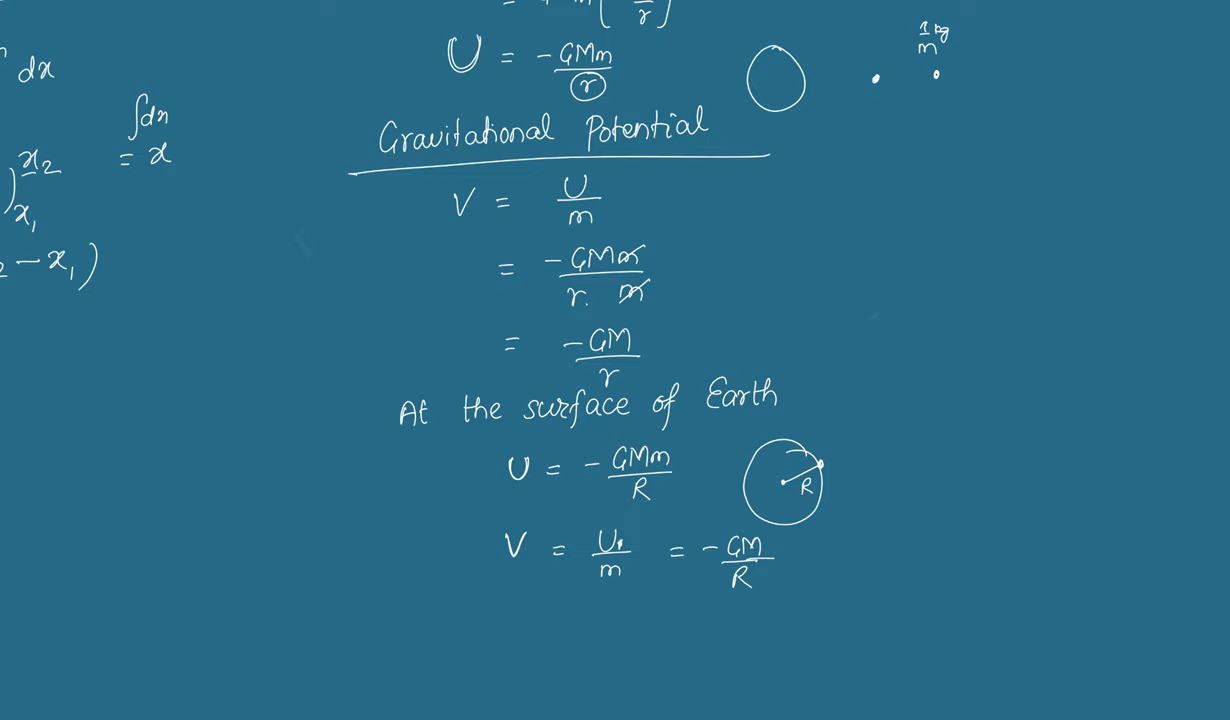 dx
∫dx
= x
x2
x1
- x1)
U = - GMm / r
1 kg
m
Gravitational Potential
V = U / m
= - GMm / r. m
= - GM / r
At the surface of Earth
U = - GMm / R
R
V = U / m = - GM / R